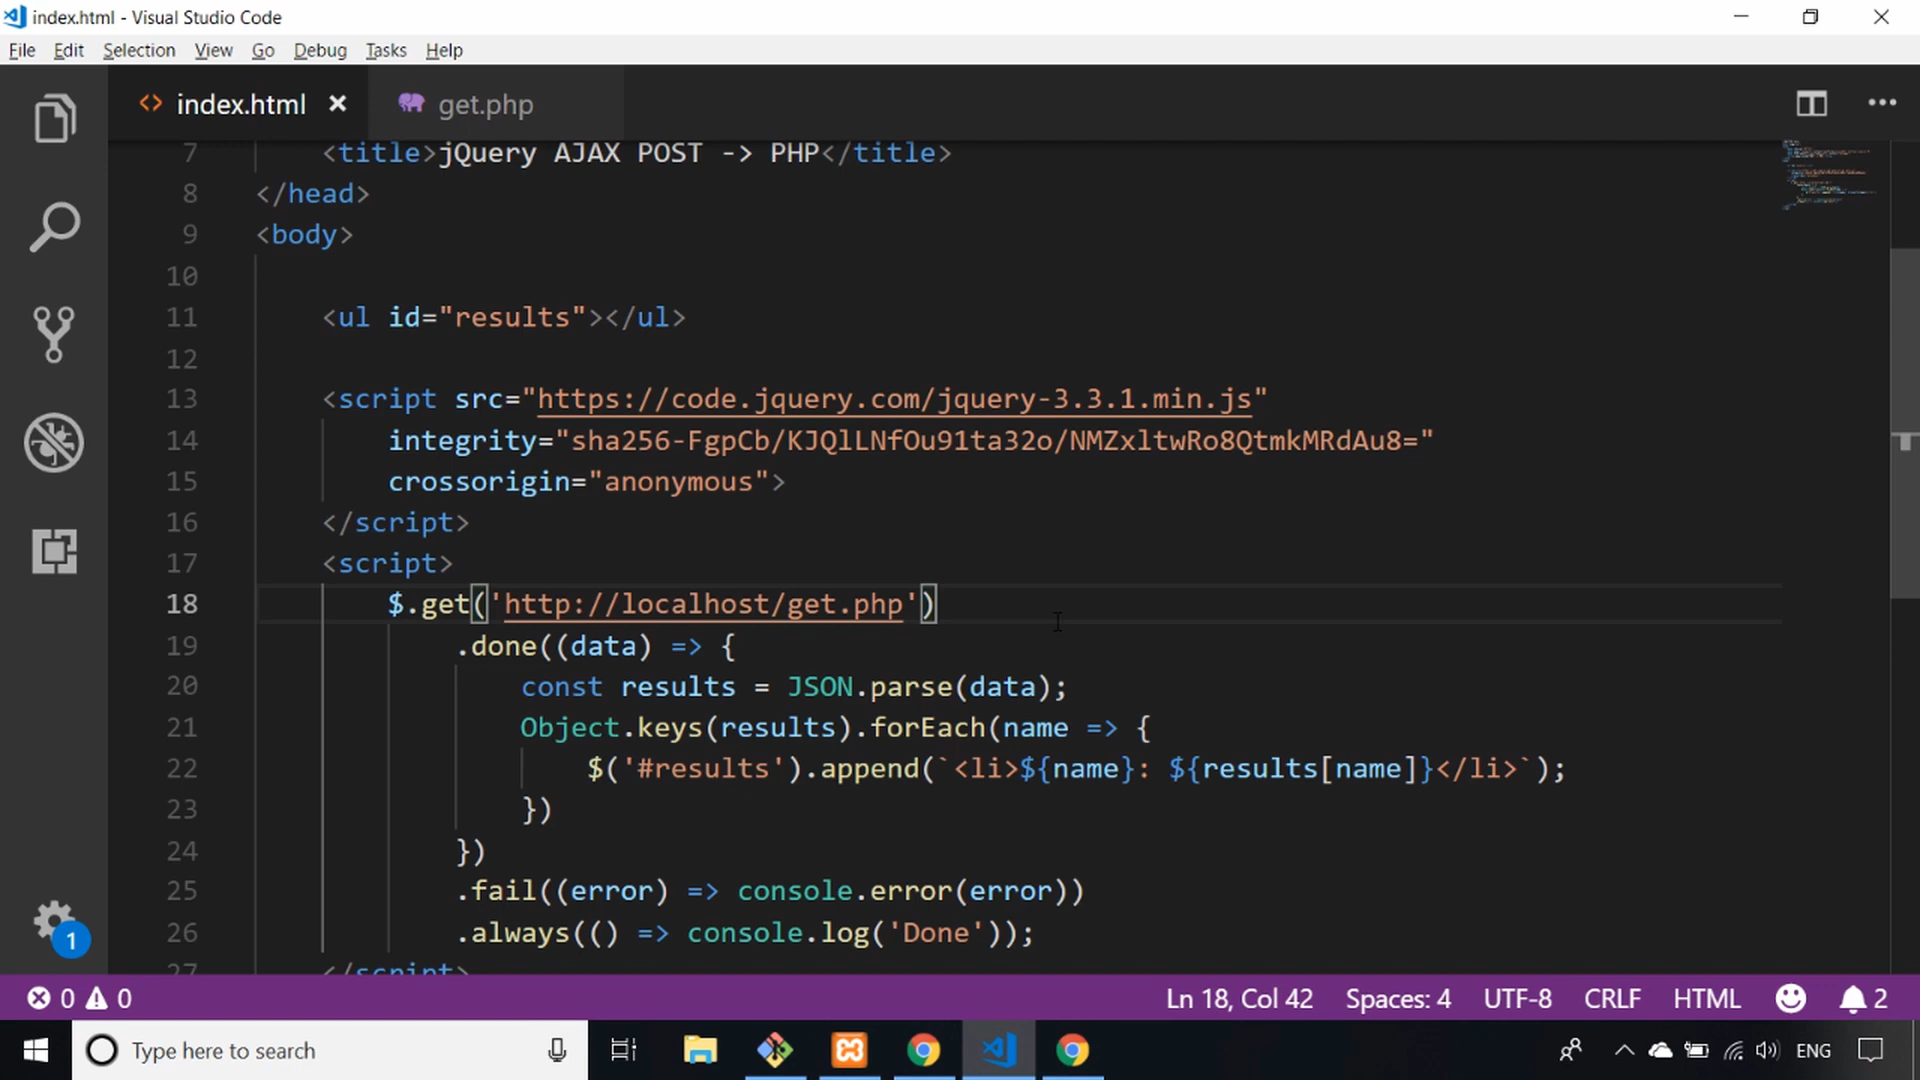 index.html - Visual Studio Code
File Edit Selection View Go Debug Tasks Help
index.html get.php
7 <title>jQuery AJAX POST -> PHP</title>
8 </head>
9 <body>
10
11 <ul id="results"></ul>
12
13 <script src="https://code.jquery.com/jquery-3.3.1.min.js"
14 integrity="sha256-FgpCb/KJQlLNfOu91ta32o/NMZxltwRo8QtmkMRdAu8="
15 crossorigin="anonymous">
16 </script>
17 <script>
18 $.get('http://localhost/get.php')
19 .done((data) => {
20 const results = JSON.parse(data);
21 Object.keys(results).forEach(name => {
22 $('#results').append(`<li>${name}: ${results[name]}</li>`);
23 })
24 })
25 .fail((error) => console.error(error))
26 .always(() => console.log('Done'));
27 </script>
1
0 0 Ln 18, Col 42 Spaces: 4 UTF-8 CRLF HTML 2
Type here to search ENG